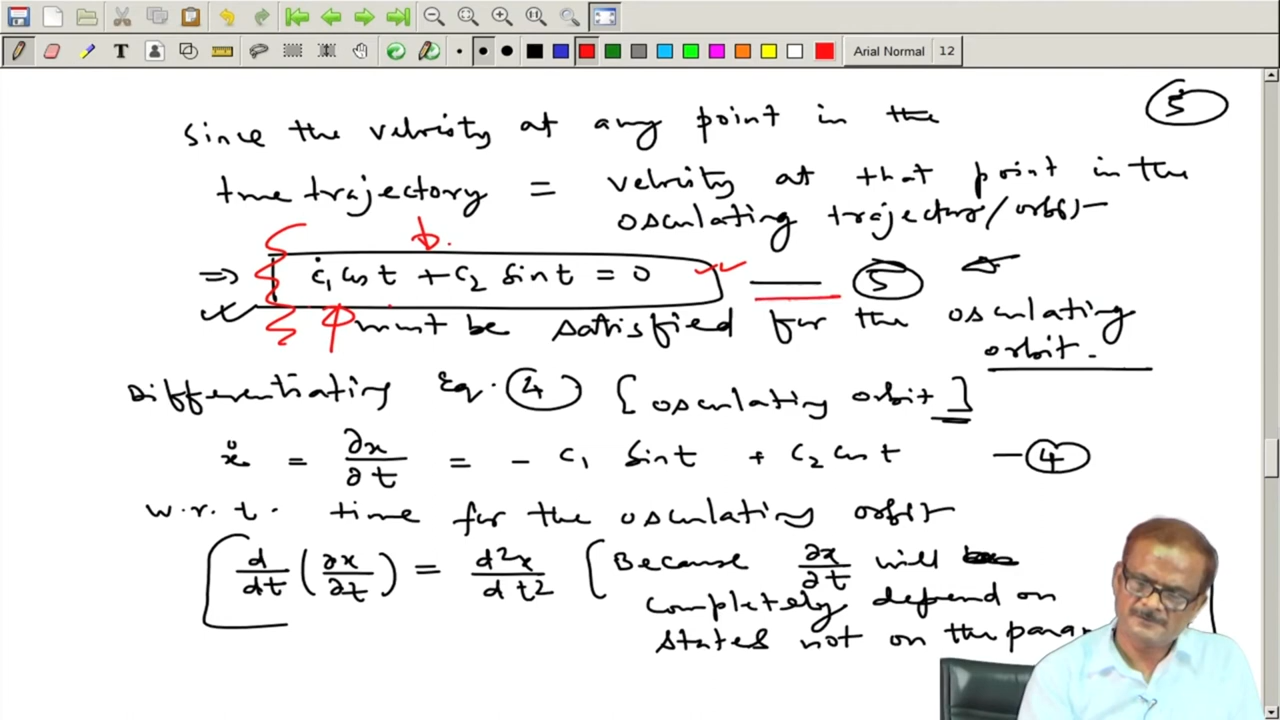 Arial Normal 12
5
Since the velocity at any point in the
true trajectory = velocity at that point in the
osculating trajectory/orbit
⇒ ċ₁ cos t + c₂ sin t = 0 — 5
must be satisfied for the osculating
orbit.
Differentiating Eq. 4 [osculating orbit]
ẋ = ∂x/∂t = - c₁ sin t + c₂ cos t — 4
w.r.t. time for the osculating orbit
d/dt (∂x/∂t) = d²x/dt² [Because ∂x/∂t will
completely depend on
states not on the